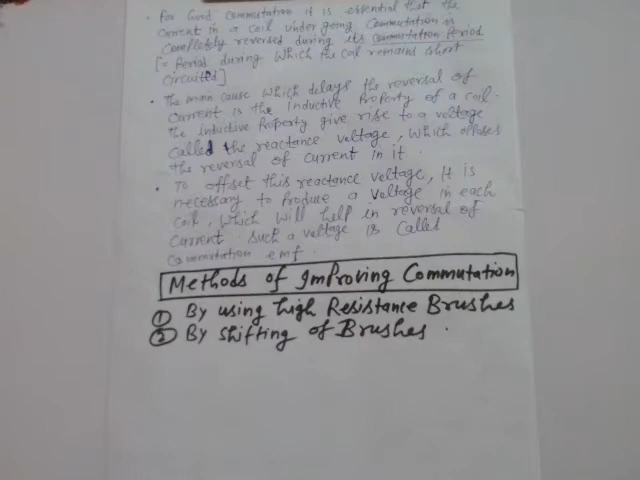 • For Good Commutation it is essential that the
Current in a coil under going Commutation is
Completely reversed during its Commutation Period
[= Period during which the coil remains short
circuited]
• The main cause which delays the reversal of
Current is the Inductive Property of a coil.
the inductive Property give rise to a voltage
Called the reactance voltage, which opposes
the reversal of current in it.
• To offset this reactance voltage, It is
necessary to Produce a voltage in each
coil, which will help in reversal of
Current. Such a voltage is Called
Commutation emf.
Methods of Improving Commutation
① By using high Resistance Brushes
② By shifting of Brushes.